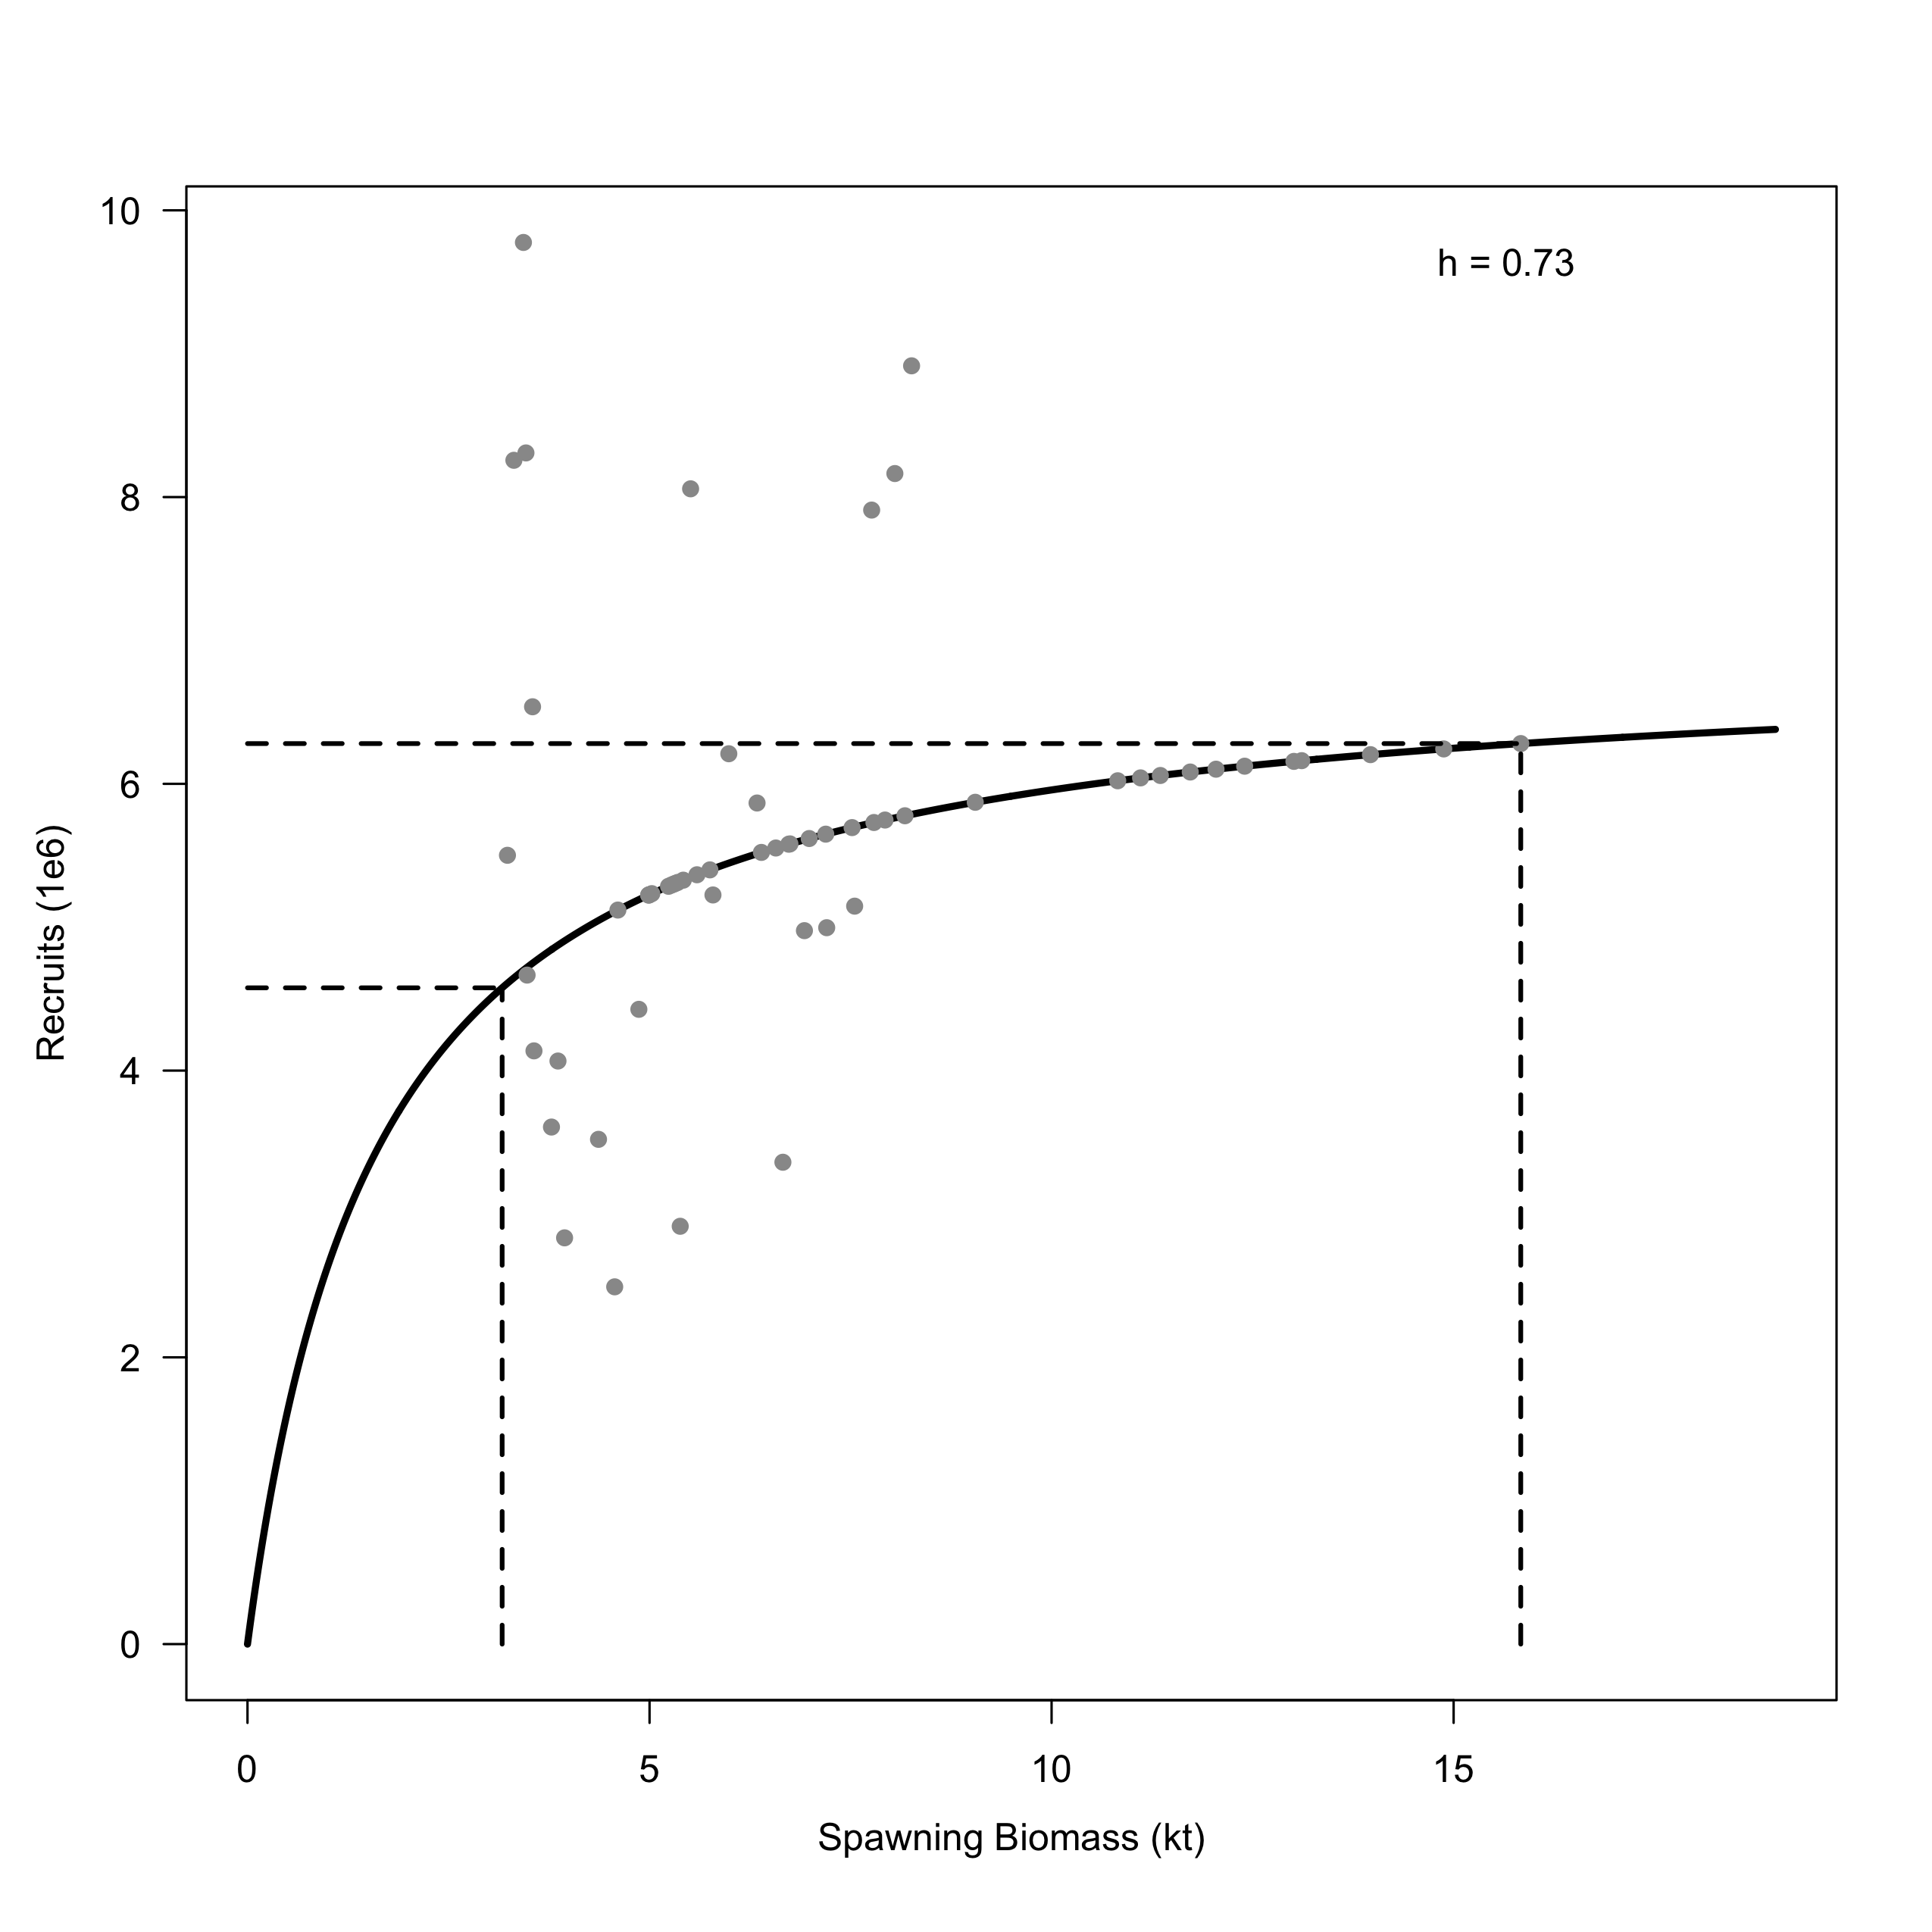 10
h = 0.73
8
6
Recruits (1e6)
4
2
0
0 5 10 15
Spawning Biomass (kt)